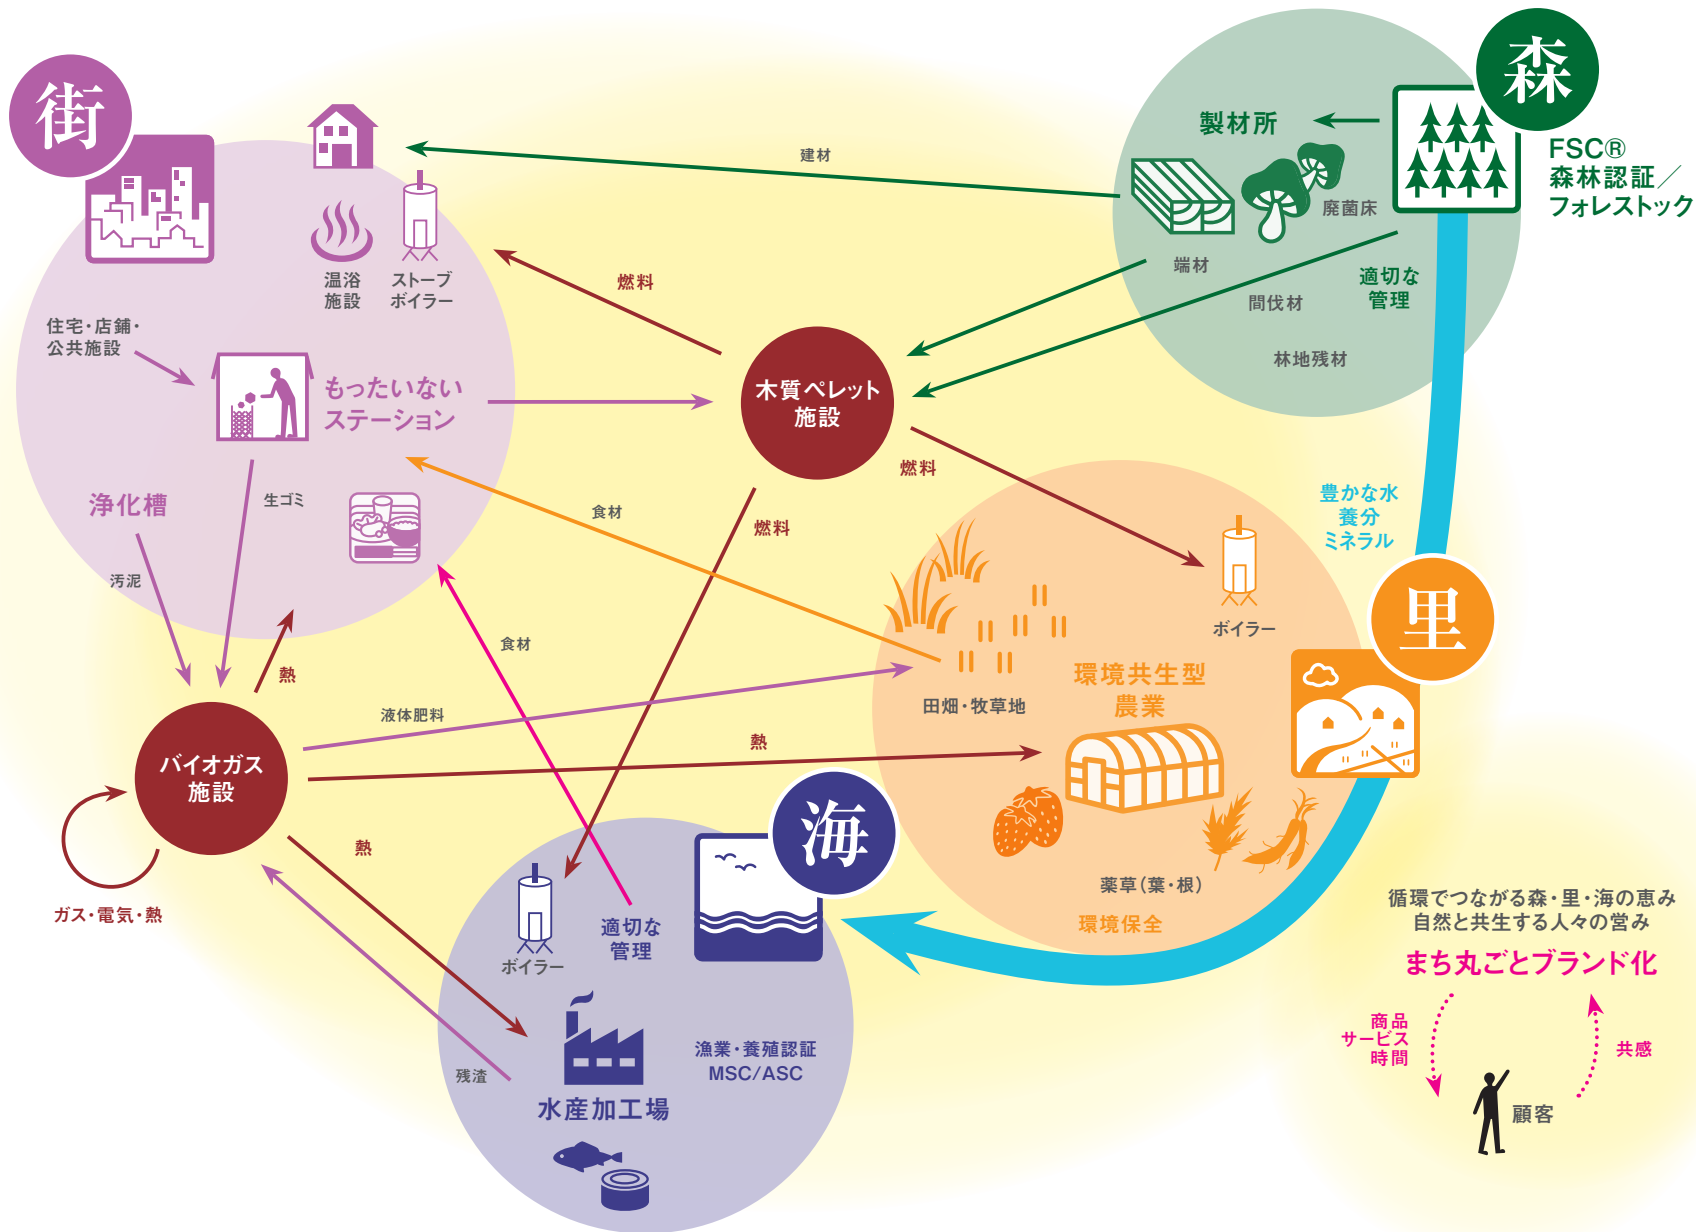 街
森
FSC®
森林認証／
フォレストック
製材所
廃菌床
端材
間伐材
適切な
管理
林地残材
建材
温浴
施設
ストーブ
ボイラー
燃料
住宅・店舗・
公共施設
もったいない
ステーション
木質ペレット
施設
浄化槽
生ゴミ
汚泥
熱
食材
食材
燃料
燃料
豊かな水
養分
ミネラル
里
ボイラー
環境共生型
農業
田畑・牧草地
薬草（葉・根）
環境保全
液体肥料
熱
バイオガス
施設
ガス・電気・熱
熱
残渣
海
ボイラー
適切な
管理
漁業・養殖認証
MSC/ASC
水産加工場
循環でつながる森・里・海の恵み
自然と共生する人々の営み
まち丸ごとブランド化
商品
サービス
時間
共感
顧客